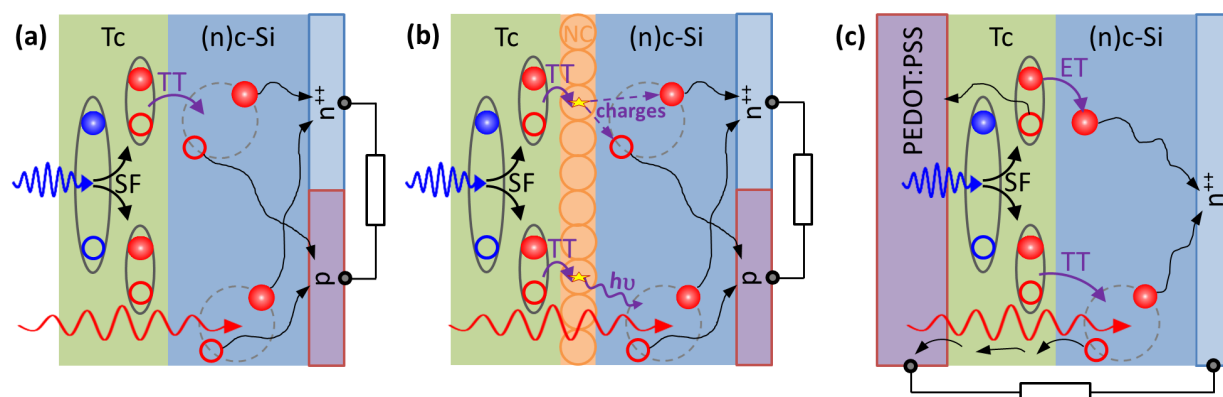 (a)
Tc
(n)c-Si
TT
SF
n++
p
(b)
Tc
NC
(n)c-Si
TT
charges
SF
TT
hυ
n++
p
(c)
PEDOT:PSS
Tc
(n)c-Si
ET
SF
TT
n++